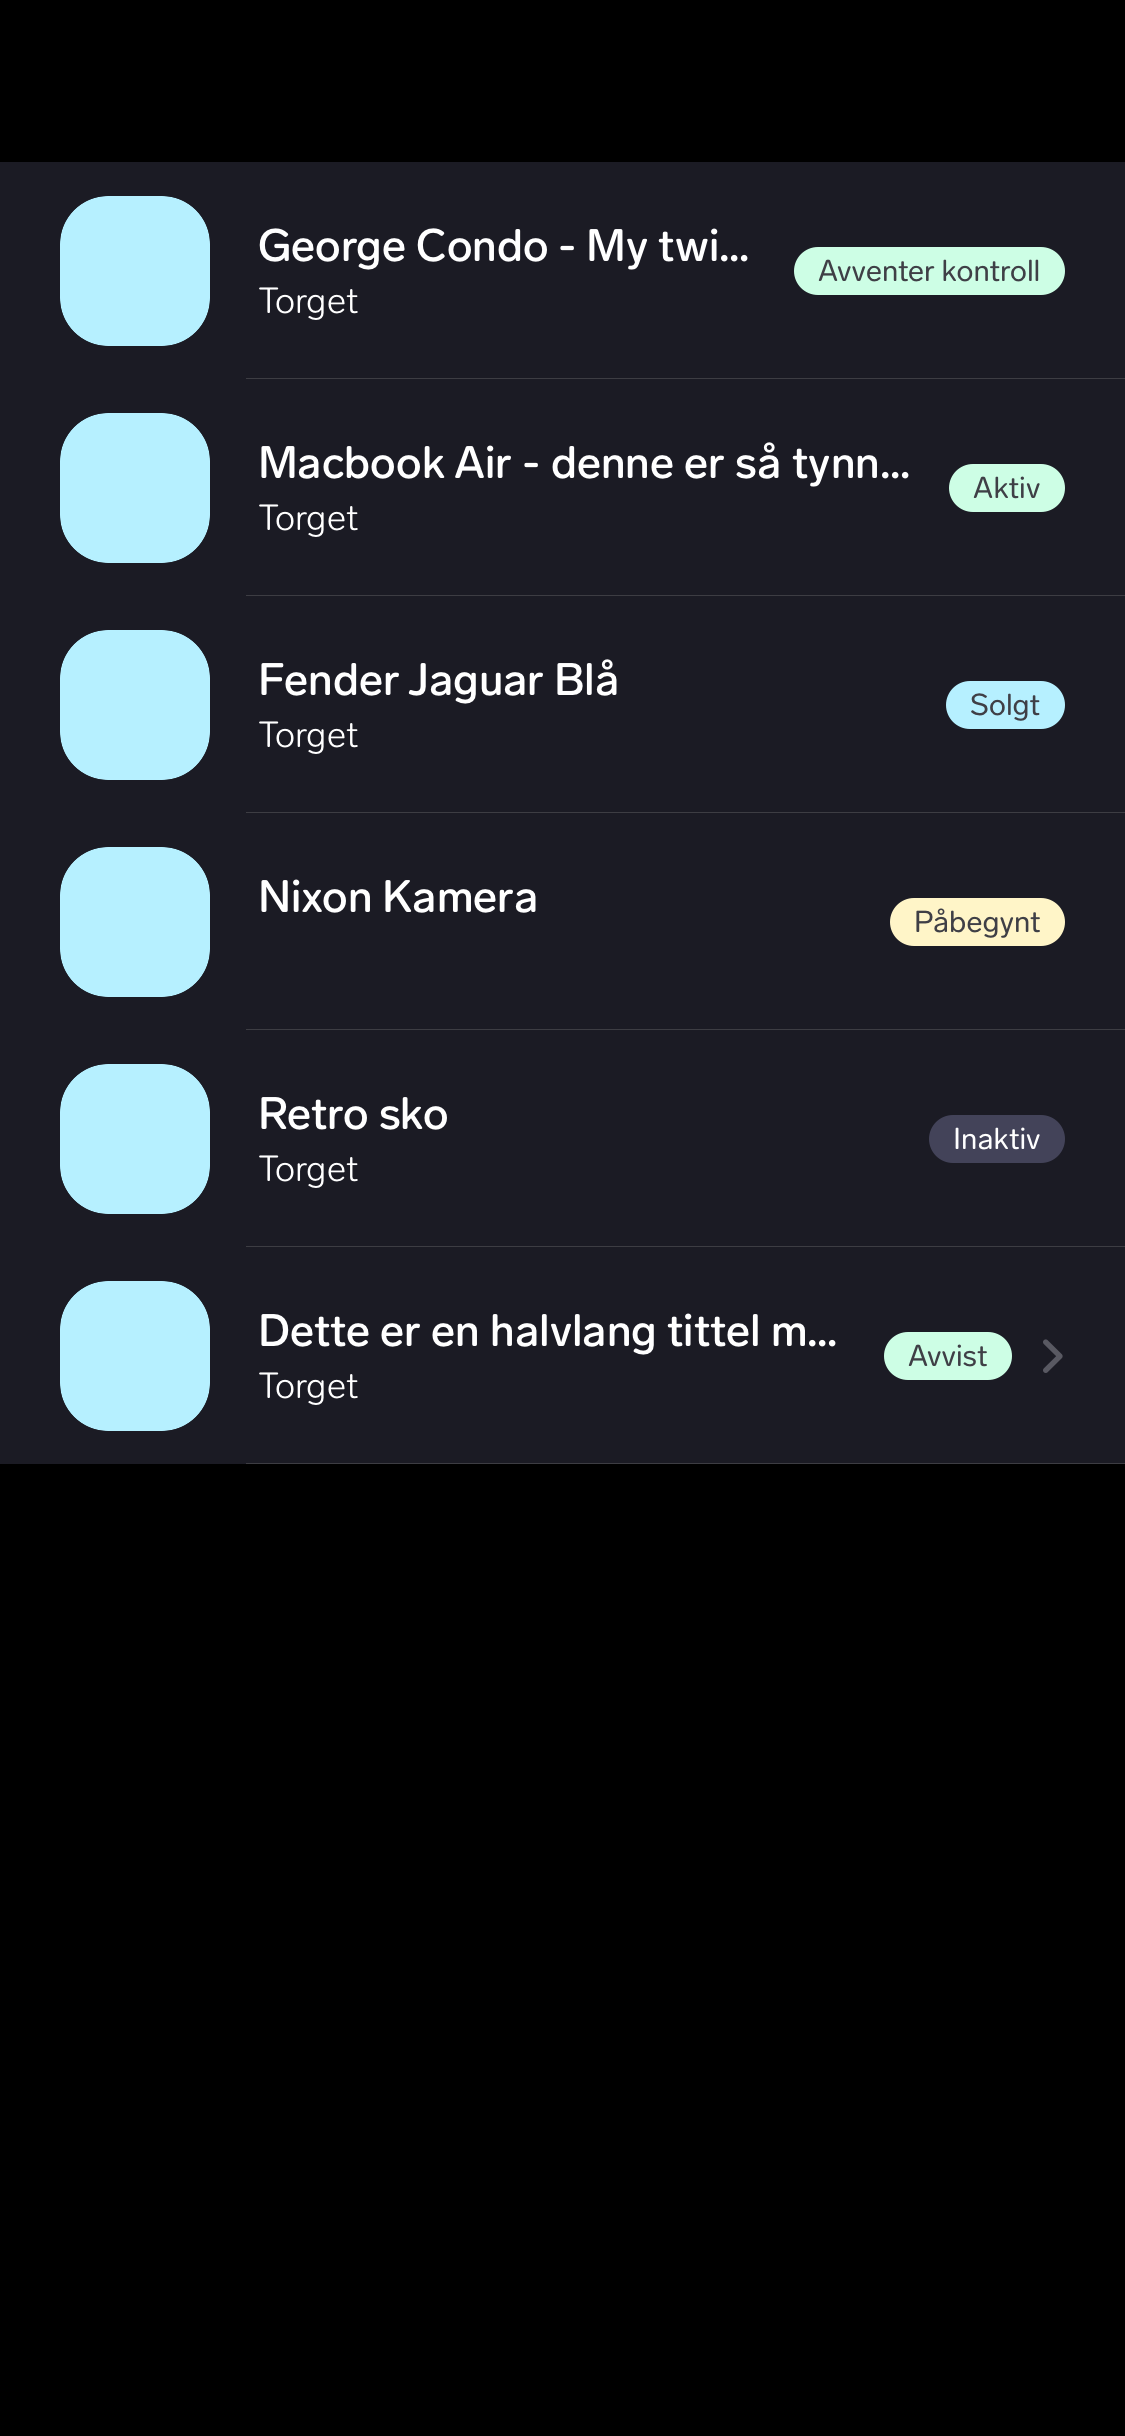 George Condo - My twi...
Avventer kontroll
Torget
Macbook Air - denne er så tynn...
Aktiv
Torget
Fender Jaguar Blå
Solgt
Torget
Nixon Kamera
Påbegynt
Retro sko
Inaktiv
Torget
Dette er en halvlang tittel m...
Avvist
Torget